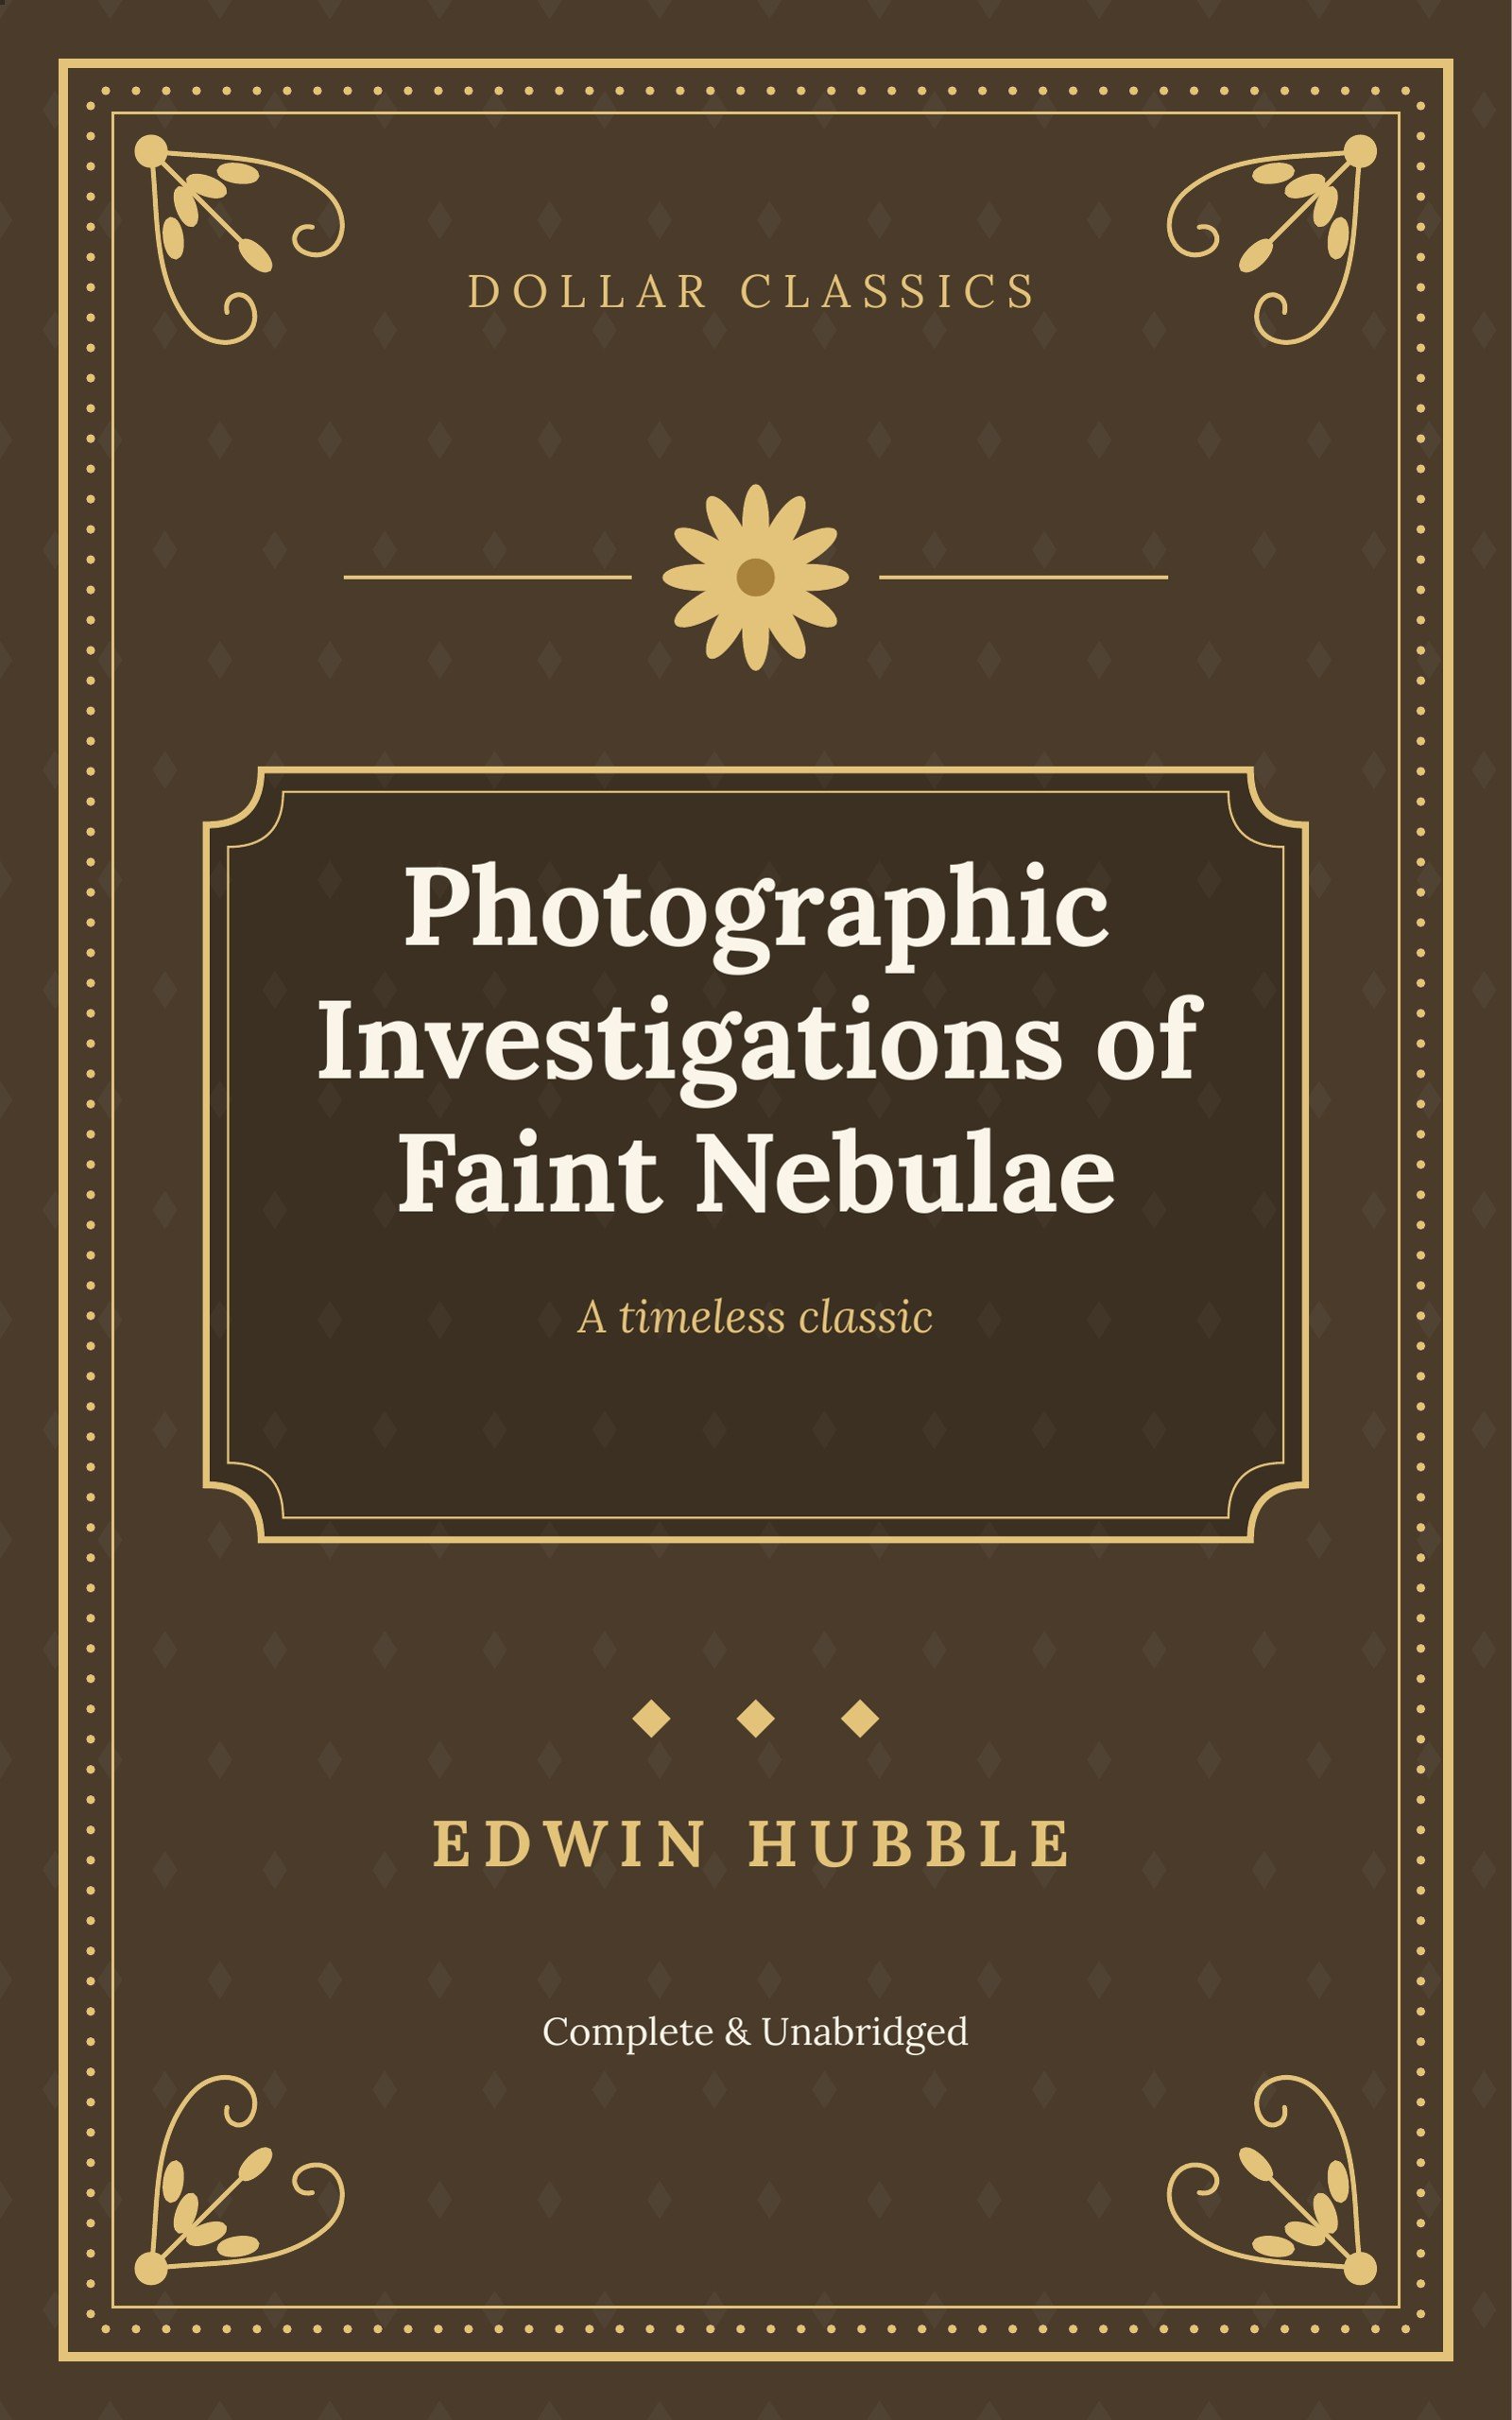 DOLLAR CLASSICS
Photographic
Investigations of
Faint Nebulae
A timeless classic
EDWIN HUBBLE
Complete & Unabridged